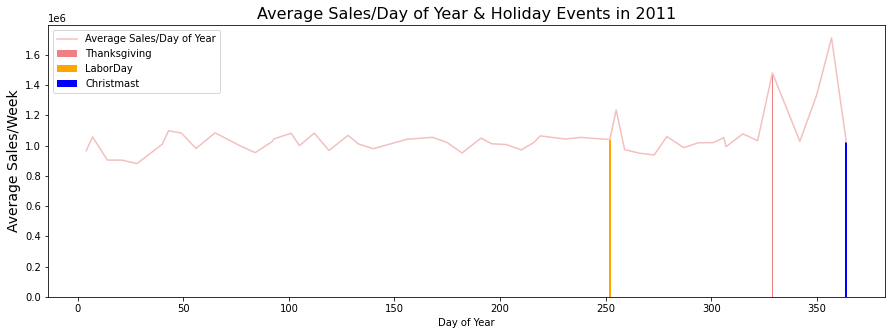 Average Sales/Day of Year & Holiday Events in 2011
1e6
Average Sales/Day of Year
Thanksgiving
LaborDay
Christmast
Average Sales/Week
1.6
1.4
1.2
1.0
0.8
0.6
0.4
0.2
0.0
0 50 100 150 200 250 300 350
Day of Year